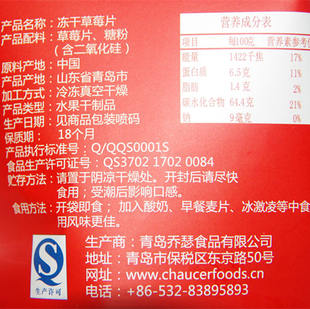 产品名称：冻干草莓片
产品配料：草莓片、糖粉
（含二氧化硅）
原料产地：中国
产品产地：山东省青岛市
加工方式：冷冻真空干燥
产品类型：水果干制品
生产日期：见商品包装喷码
保质期：18个月
产品执行标准号：Q/QQS0001S
食品生产许可证号：QS3702 1702 0084
贮存方法：请置于阴凉干燥处。开封后请尽快
食用；受潮后影响口感。
食用方法：开袋即食；加入酸奶、早餐麦片、冰激凌等中食
用风味更佳。
营养成分表
项目 每100克 营养素参考值
能量 1422千焦 17%
蛋白质 6.5克 11%
脂肪 1.4克 2%
碳水化合物 64.4克 21%
钠 9毫克 0%
生产商：青岛乔瑟食品有限公司
地址：青岛市保税区东京路50号
网址：www.chaucerfoods.cn
电话：+86-532-83895893
QS
生产许可